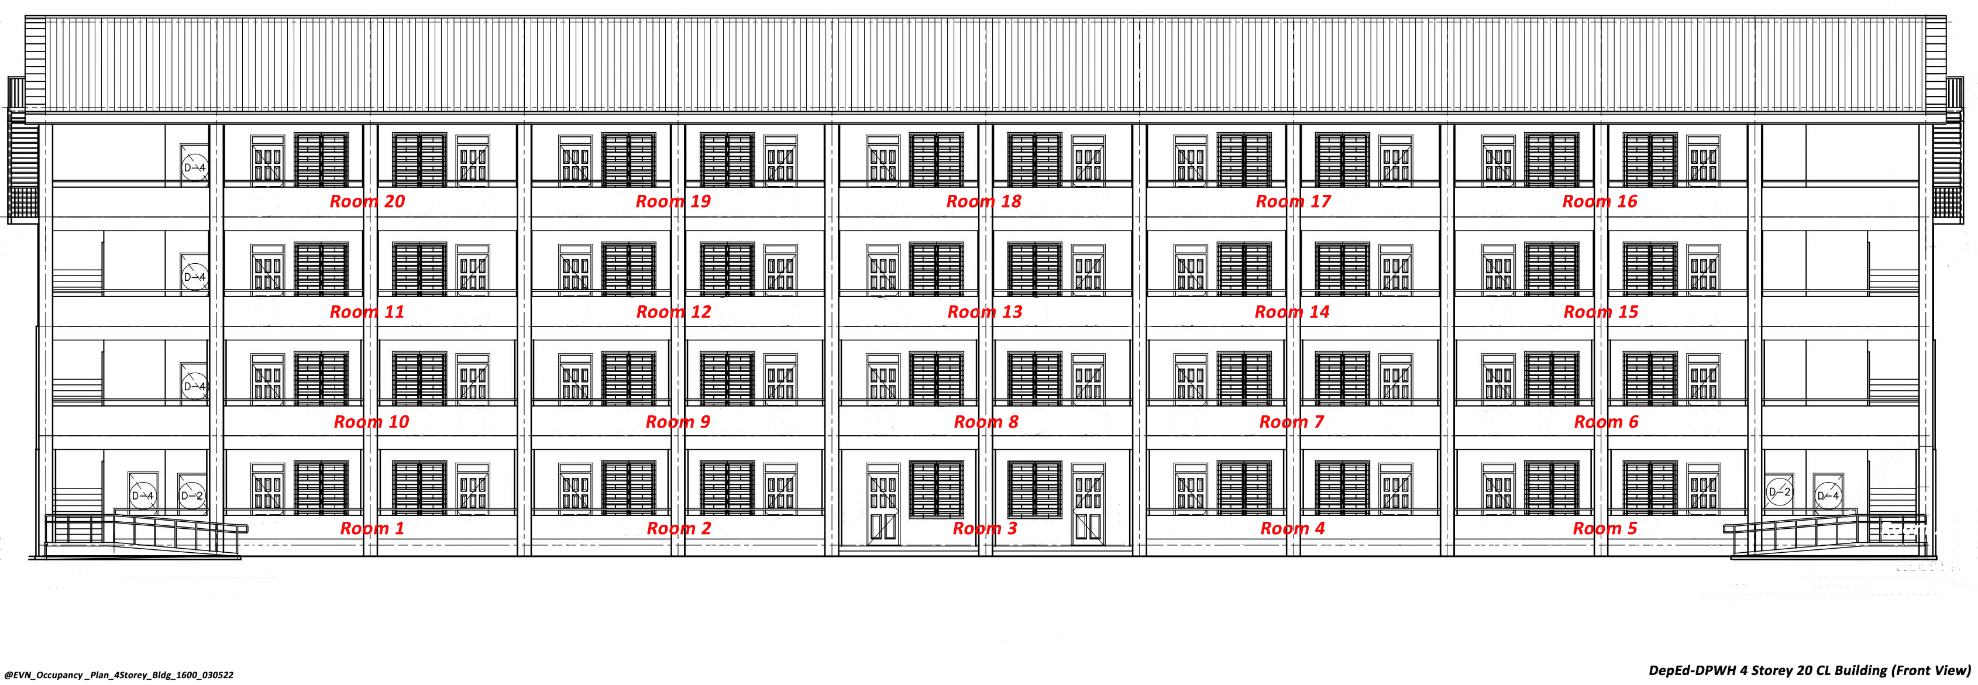 D-4
Room 20 Room 19 Room 18 Room 17 Room 16
D-4
Room 11 Room 12 Room 13 Room 14 Room 15
D-4
Room 10 Room 9 Room 8 Room 7 Room 6
D-4 D-2 D-2 D-4
Room 1 Room 2 Room 3 Room 4 Room 5
@EVN_Occupancy _Plan_4Storey_Bldg_1600_030522
DepEd-DPWH 4 Storey 20 CL Building (Front View)